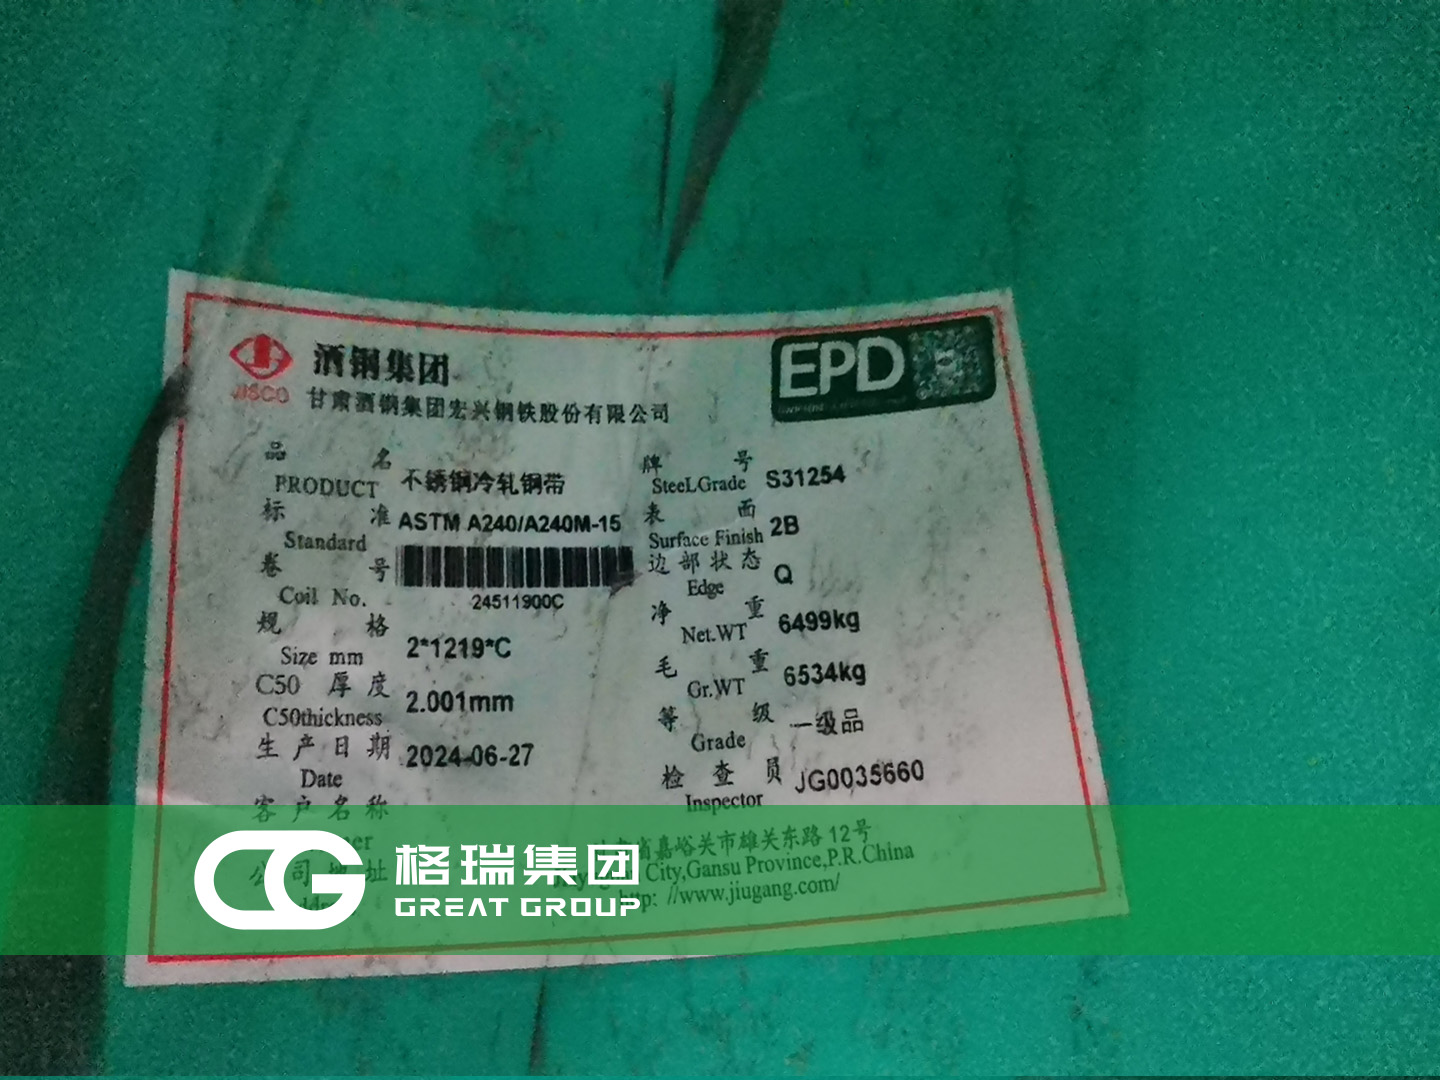 JISCO
酒钢集团
甘肃酒钢集团宏兴钢铁股份有限公司
EPD
品名 PRODUCT 不锈钢冷轧钢带
标准 Standard ASTM A240/A240M-15
卷号 Coil No. 24511900C
规格 Size mm 2*1219*C
C50 厚度 C50thickness 2.001mm
生产日期 Date 2024-06-27
客户名称
公司地址
牌号 SteeLGrade S31254
表面 Surface Finish 2B
边部状态 Edge Q
净重 Net.WT 6499kg
毛重 Gr.WT 6534kg
等级 Grade 一级品
检查员 Inspector JG0035660
省嘉峪关市雄关东路 12号
City,Gansu Province,P.R.China
http: //www.jiugang.com/
格瑞集团
GREAT GROUP